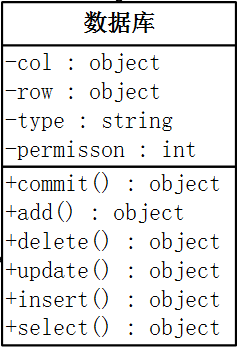 数据库
-col : object
-row : object
-type : string
-permisson : int
+commit() : object
+add() : object
+delete() : object
+update() : object
+insert() : object
+select() : object